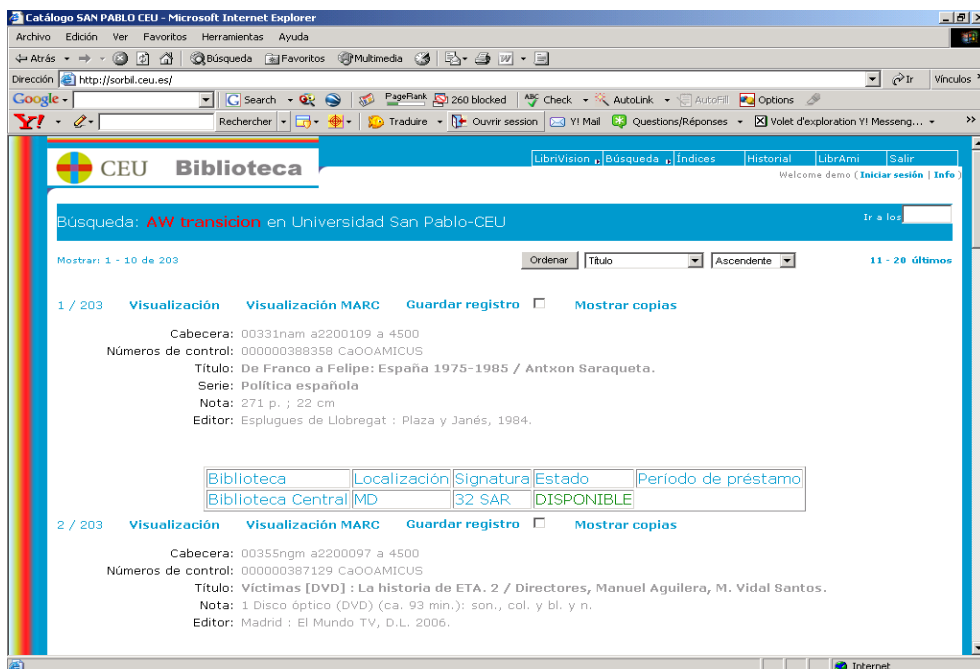 Catálogo SAN PABLO CEU - Microsoft Internet Explorer
Archivo Edición Ver Favoritos Herramientas Ayuda
Atrás Búsqueda Favoritos Multimedia
Dirección http://sorbil.ceu.es/ Ir Vínculos
Google Search PageRank 260 blocked ABC Check AutoLink AutoFill Options
Y! Rechercher Traduire Ouvrir session Y! Mail Questions/Réponses Volet d'exploration Y! Messeng...
CEU Biblioteca LibriVision Búsqueda Índices Historial LibrAmi Salir
Welcome demo ( Iniciar sesión | Info )
Búsqueda: AW transicion en Universidad San Pablo-CEU Ir a los
Mostrar: 1 - 10 de 203 Ordenar Título Ascendente 11 - 20 últimos
1 / 203 Visualización Visualización MARC Guardar registro Mostrar copias
Cabecera: 00331nam a2200109 a 4500
Números de control: 000000388358 CaOOAMICUS
Título: De Franco a Felipe: España 1975-1985 / Antxon Saraqueta.
Serie: Política española
Nota: 271 p. ; 22 cm
Editor: Esplugues de Llobregat : Plaza y Janés, 1984.
Biblioteca Localización Signatura Estado Período de préstamo
Biblioteca Central MD 32 SAR DISPONIBLE
2 / 203 Visualización Visualización MARC Guardar registro Mostrar copias
Cabecera: 00355ngm a2200097 a 4500
Números de control: 000000387129 CaOOAMICUS
Título: Víctimas [DVD] : La historia de ETA. 2 / Directores, Manuel Aguilera, M. Vidal Santos.
Nota: 1 Disco óptico (DVD) (ca. 93 min.): son., col. y bl. y n.
Editor: Madrid : El Mundo TV, D.L. 2006.
Internet